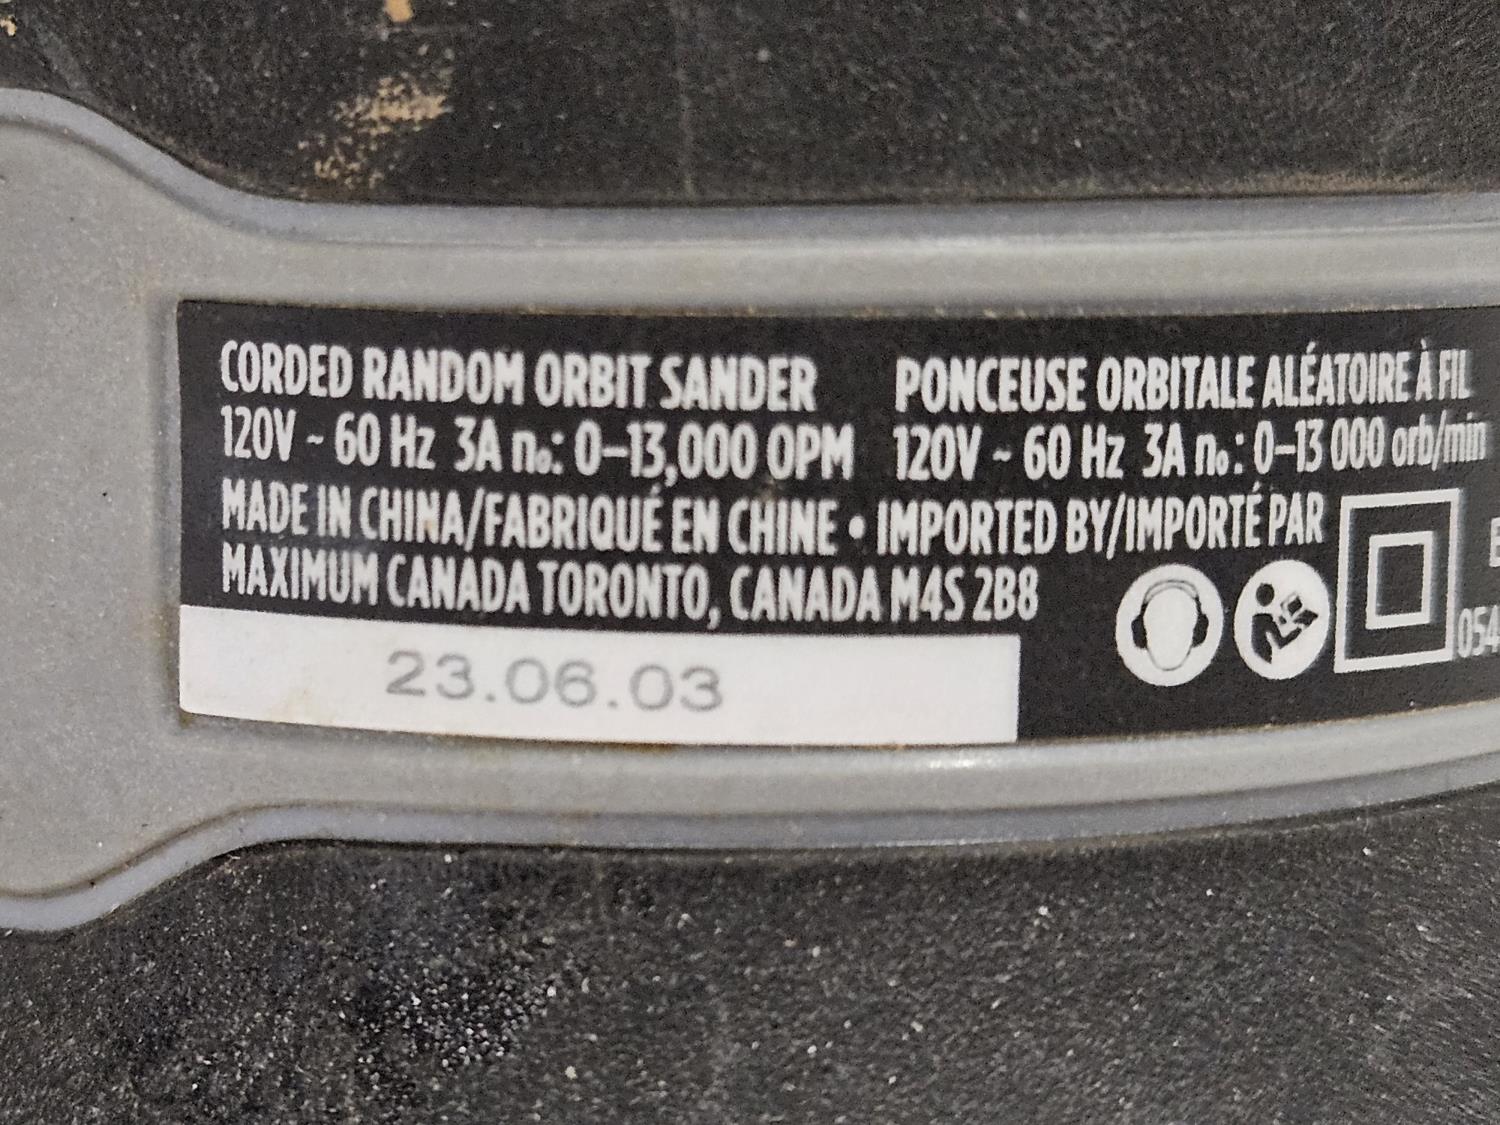 CORDED RANDOM ORBIT SANDER
120V ~ 60 Hz 3A n₀: 0–13,000 OPM
PONCEUSE ORBITALE ALÉATOIRE À FIL
120V ~ 60 Hz 3A n₀: 0–13 000 orb/min
MADE IN CHINA/FABRIQUÉ EN CHINE • IMPORTED BY/IMPORTÉ PAR
MAXIMUM CANADA TORONTO, CANADA M4S 2B8
23.06.03